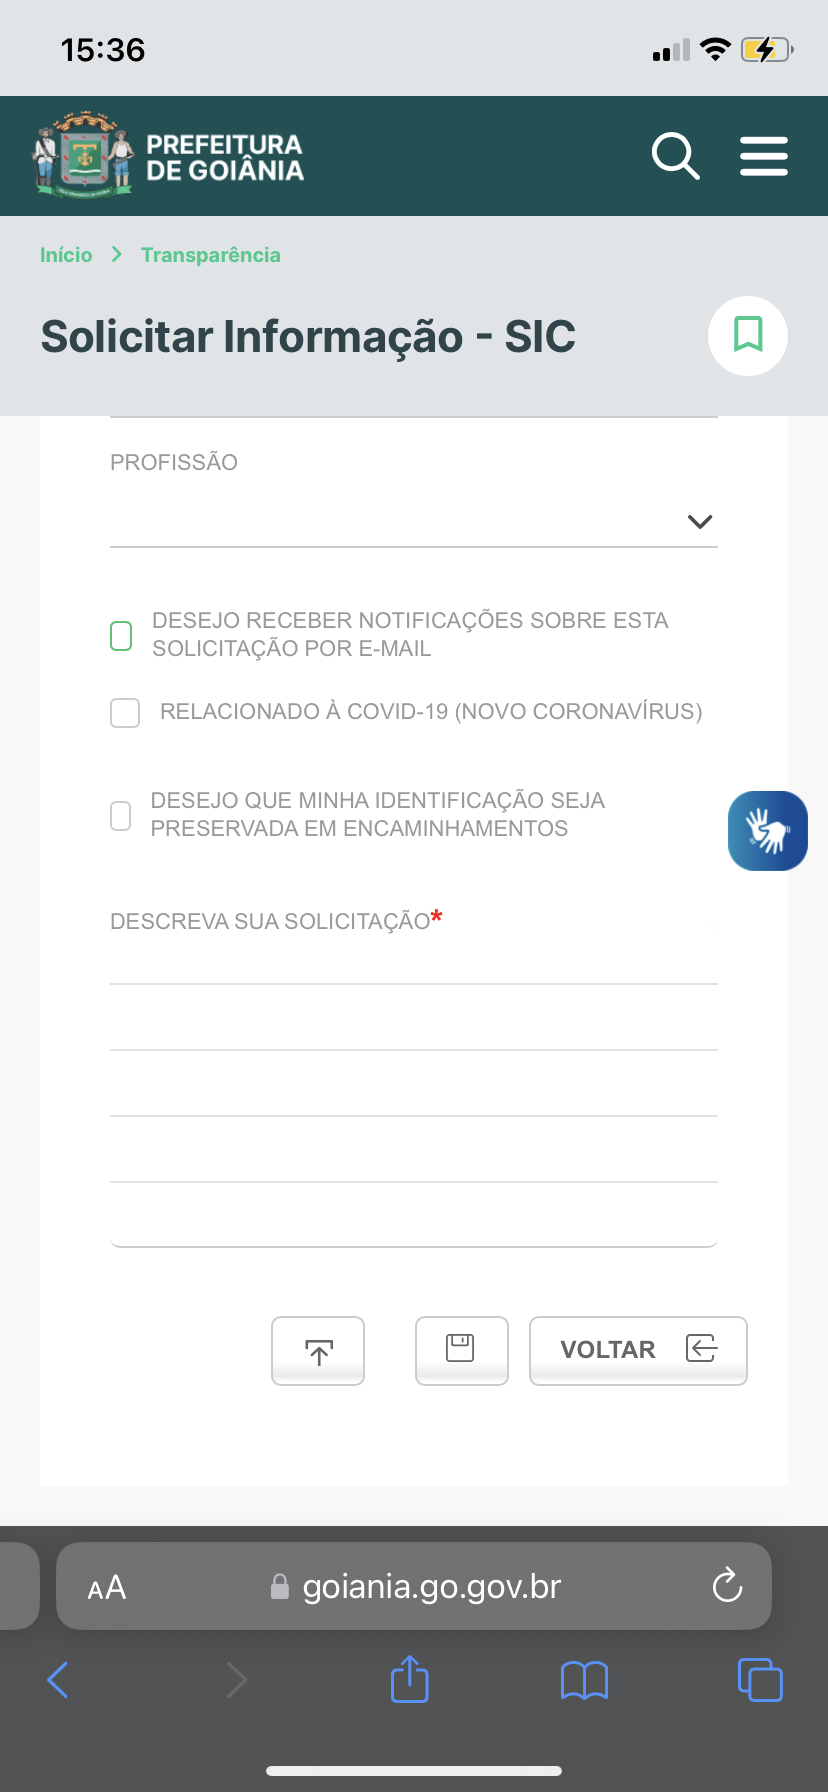 15:36
PREFEITURA
DE GOIÂNIA
Início > Transparência
Solicitar Informação - SIC
PROFISSÃO
DESEJO RECEBER NOTIFICAÇÕES SOBRE ESTA
SOLICITAÇÃO POR E-MAIL
RELACIONADO À COVID-19 (NOVO CORONAVÍRUS)
DESEJO QUE MINHA IDENTIFICAÇÃO SEJA
PRESERVADA EM ENCAMINHAMENTOS
DESCREVA SUA SOLICITAÇÃO*
VOLTAR
AA goiania.go.gov.br